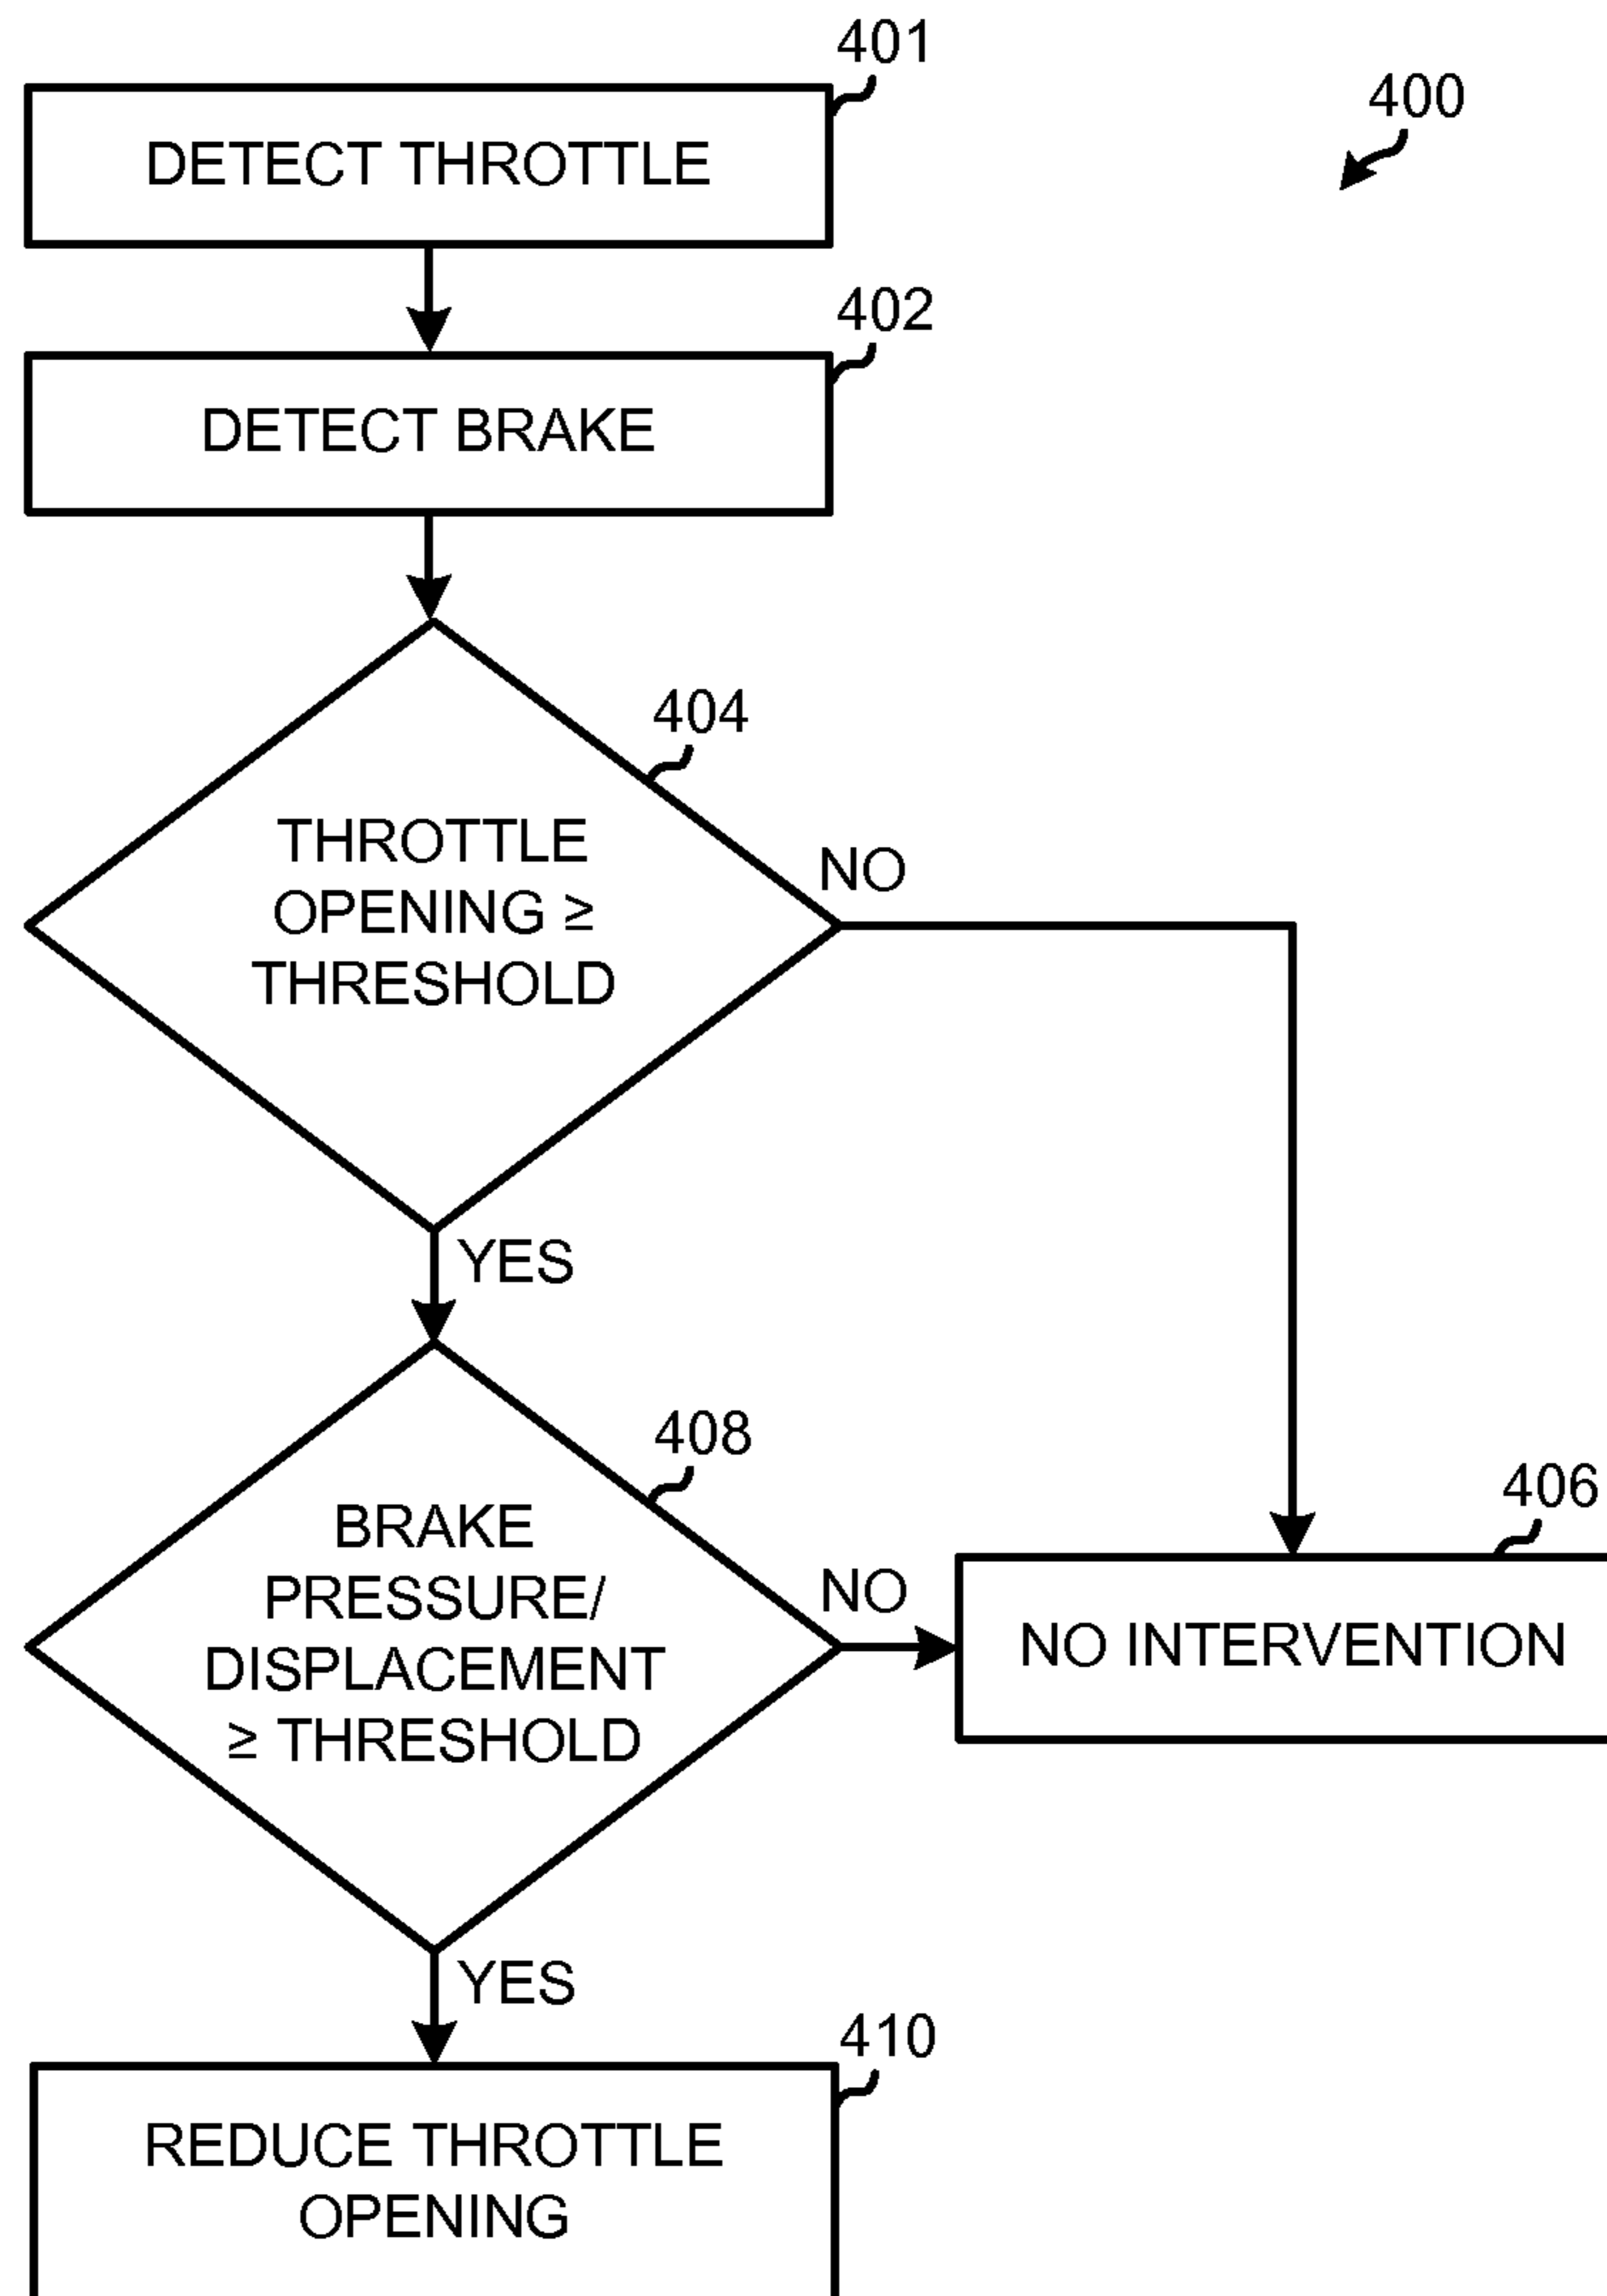 401
400
DETECT THROTTLE
402
DETECT BRAKE
404
THROTTLE
OPENING ≥
THRESHOLD
NO
YES
408
BRAKE
PRESSURE/
DISPLACEMENT
≥ THRESHOLD
NO
406
NO INTERVENTION
YES
410
REDUCE THROTTLE
OPENING